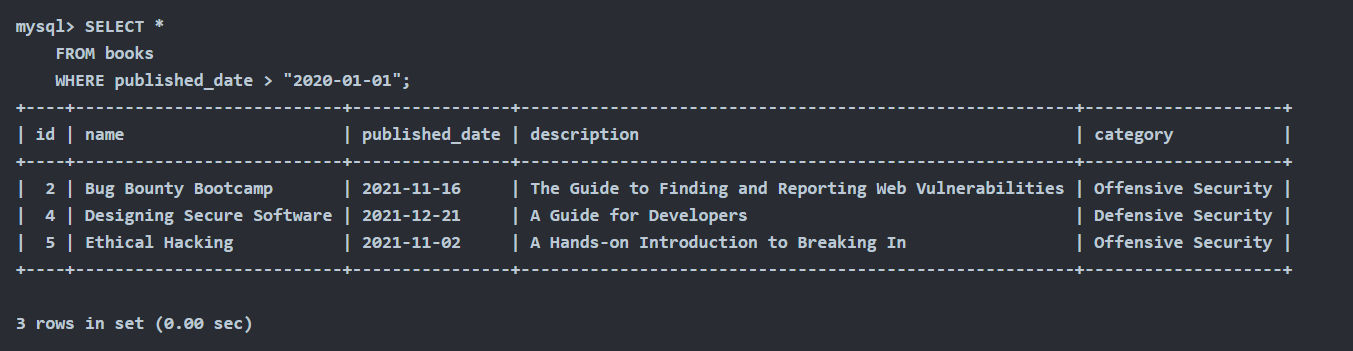 mysql> SELECT *
    FROM books
    WHERE published_date > "2020-01-01";
+----+---------------------------+----------------+--------------------------------------------------------+--------------------+
| id | name                      | published_date | description                                            | category           |
+----+---------------------------+----------------+--------------------------------------------------------+--------------------+
|  2 | Bug Bounty Bootcamp       | 2021-11-16     | The Guide to Finding and Reporting Web Vulnerabilities | Offensive Security |
|  4 | Designing Secure Software | 2021-12-21     | A Guide for Developers                                 | Defensive Security |
|  5 | Ethical Hacking           | 2021-11-02     | A Hands-on Introduction to Breaking In                 | Offensive Security |
+----+---------------------------+----------------+--------------------------------------------------------+--------------------+
3 rows in set (0.00 sec)